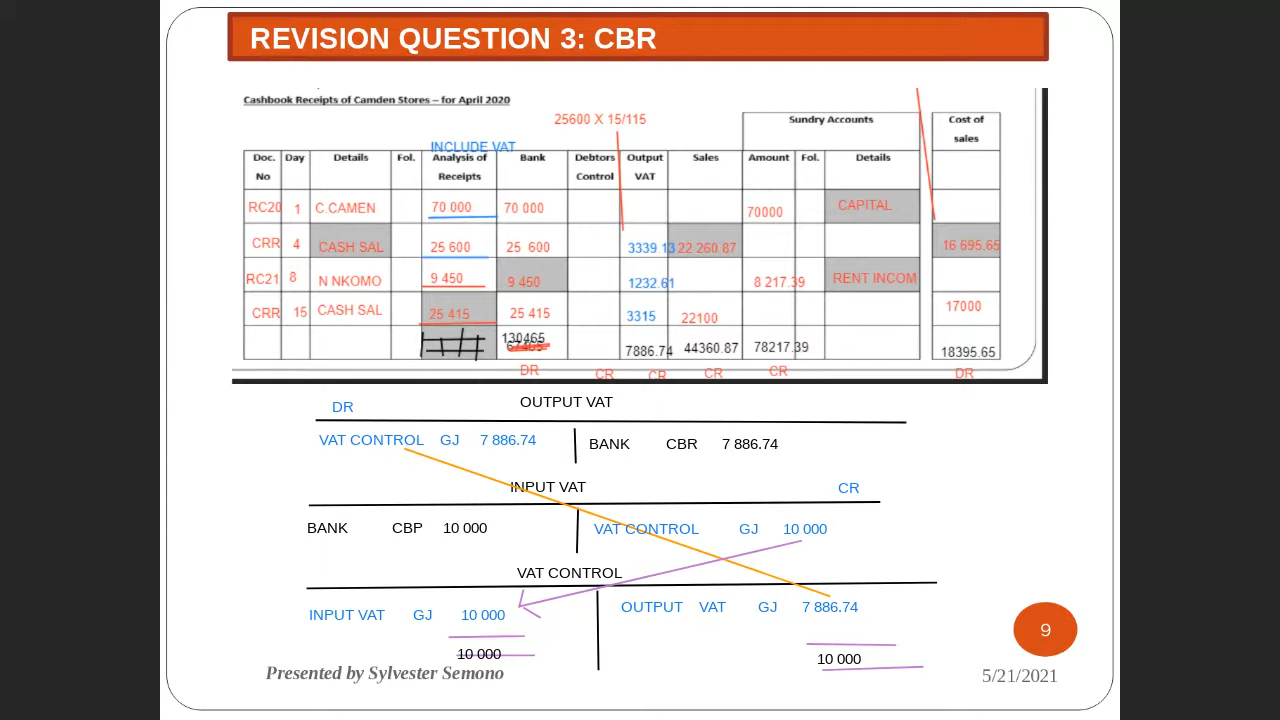 REVISION QUESTION 3: CBR
Cashbook Receipts of Camden Stores – for April 2020
25600 X 15/115
Sundry Accounts
Cost of sales
INCLUDE VAT
Doc. No Day Details Fol. Analysis of Receipts Bank Debtors Control Output VAT Sales Amount Fol. Details
RC20 1 C.CAMEN 70 000 70 000 70000 CAPITAL
CRR 4 CASH SAL 25 600 25 600 3339.13 22 260.87 16 695.65
RC21 8 N NKOMO 9 450 9 450 1232.61 8 217.39 RENT INCOM
CRR 15 CASH SAL 25 415 25 415 3315 22100 17000
130465
7886.74 44360.87 78217.39 18395.65
DR CR CR CR CR DR
DR OUTPUT VAT
VAT CONTROL GJ 7 886.74 BANK CBR 7 886.74
INPUT VAT CR
BANK CBP 10 000 VAT CONTROL GJ 10 000
VAT CONTROL
INPUT VAT GJ 10 000 OUTPUT VAT GJ 7 886.74
10 000 10 000
9
Presented by Sylvester Semono 5/21/2021